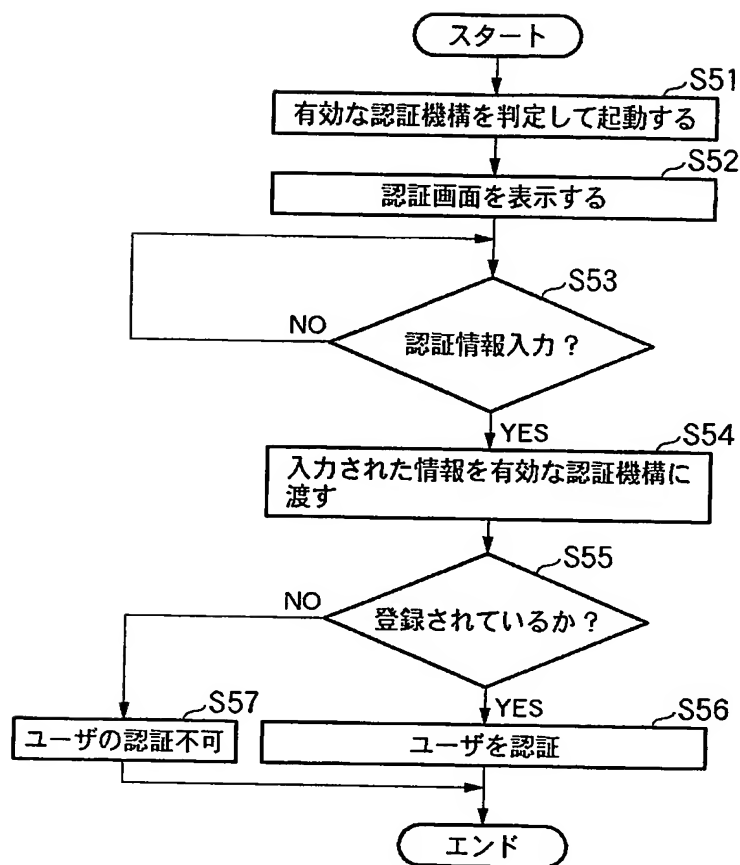 スタート
S51
有効な認証機構を判定して起動する
S52
認証画面を表示する
S53
NO
認証情報入力?
YES
S54
入力された情報を有効な認証機構に
渡す
S55
NO
登録されているか?
S57
YES
S56
ユーザの認証不可
ユーザを認証
エンド